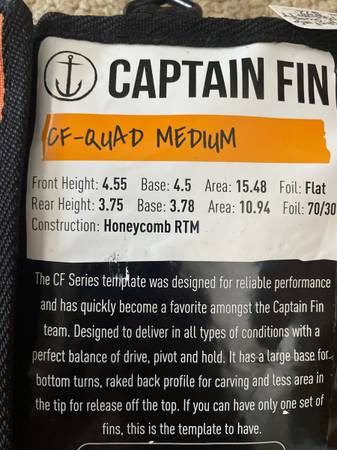 CAPTAIN FIN
CF-QUAD MEDIUM
Front Height: 4.55 Base: 4.5 Area: 15.48 Foil: Flat
Rear Height: 3.75 Base: 3.78 Area: 10.94 Foil: 70/30
Construction: Honeycomb RTM
The CF Series template was designed for reliable performance
and has quickly become a favorite amongst the Captain Fin
team. Designed to deliver in all types of conditions with a
perfect balance of drive, pivot and hold. It has a large base for
bottom turns, raked back profile for carving and less area in
the tip for release off the top. If you can have only one set of
fins, this is the template to have.